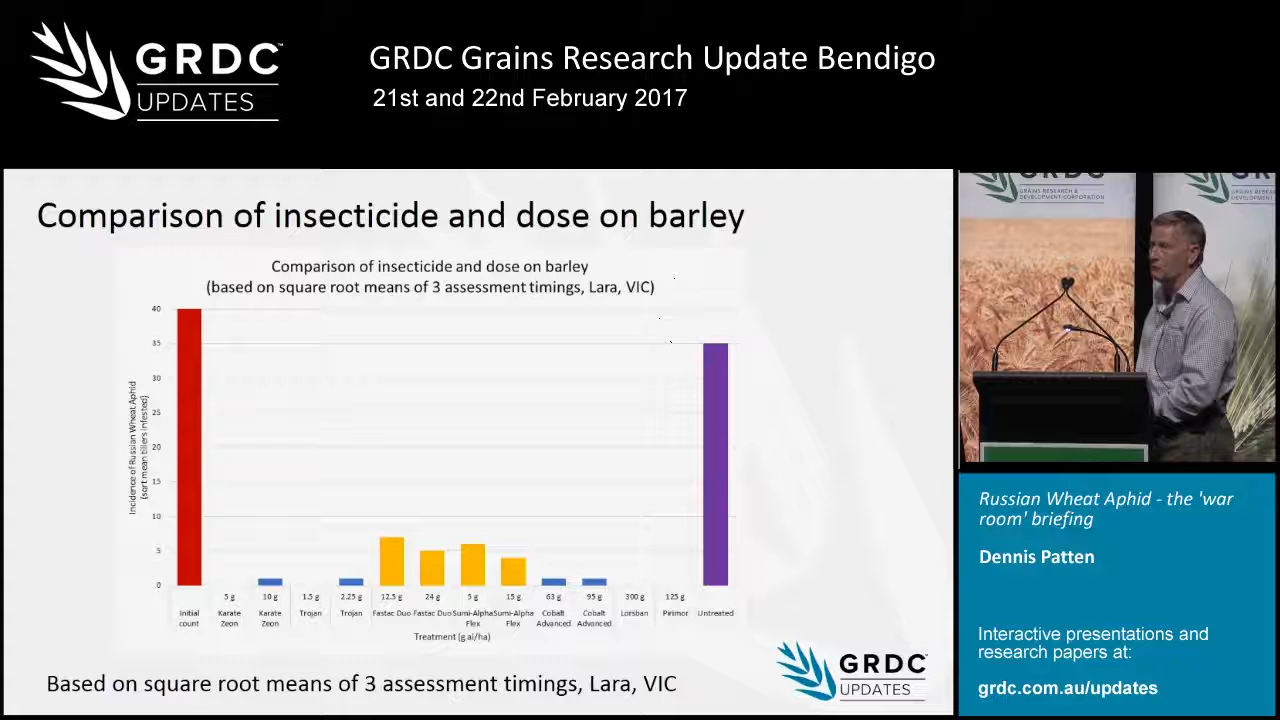 GRDC™
UPDATES
GRDC Grains Research Update Bendigo
21st and 22nd February 2017
Comparison of insecticide and dose on barley
Comparison of insecticide and dose on barley
(based on square root means of 3 assessment timings, Lara, VIC)
Incidence of Russian Wheat Aphid
(sqrt mean tillers infested)
40
35
30
25
20
15
10
5
0
5 g 10 g 1.5 g 2.25 g 12.5 g 24 g 5 g 15 g 63 g 95 g 300 g 125 g
Initial count Karate Zeon Karate Zeon Trojan Trojan Fastac Duo Fastac Duo Sumi-Alpha Flex Sumi-Alpha Flex Cobalt Advanced Cobalt Advanced Lorsban Pirimor Untreated
Treatment (g ai/ha)
Based on square root means of 3 assessment timings, Lara, VIC
GRDC™
UPDATES
GRDC
GRAINS RESEARCH &
DEVELOPMENT CORPORATION
Russian Wheat Aphid - the 'war
room' briefing
Dennis Patten
Interactive presentations and
research papers at:
grdc.com.au/updates